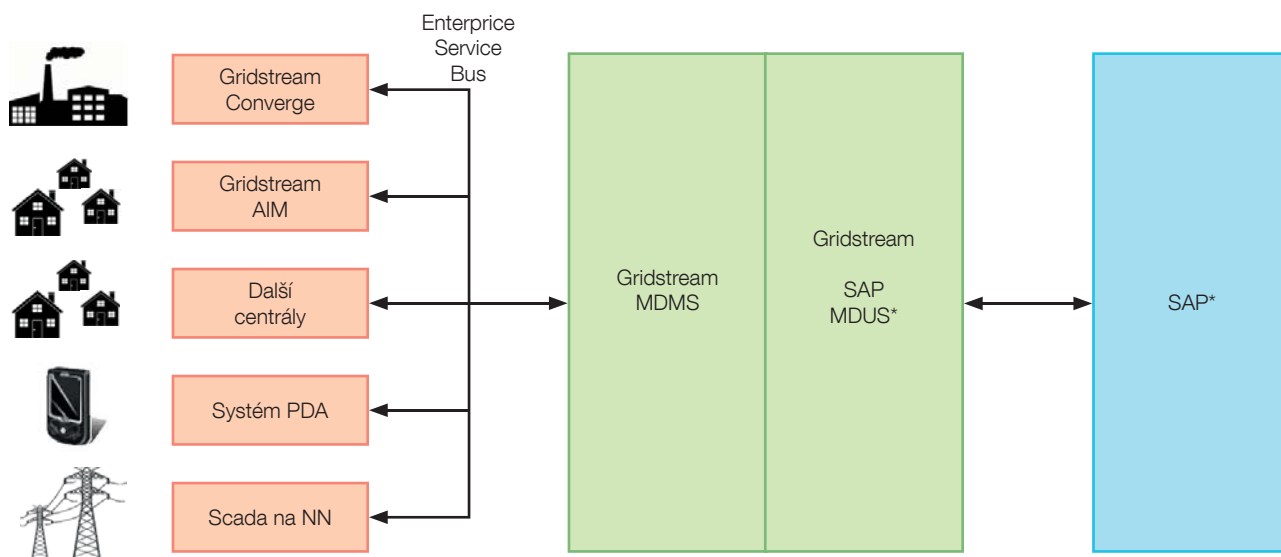 Enterprice
Service
Bus
Gridstream
Converge
Gridstream
AIM
Další
centrály
Systém PDA
Scada na NN
Gridstream
MDMS
Gridstream
SAP
MDUS*
SAP*